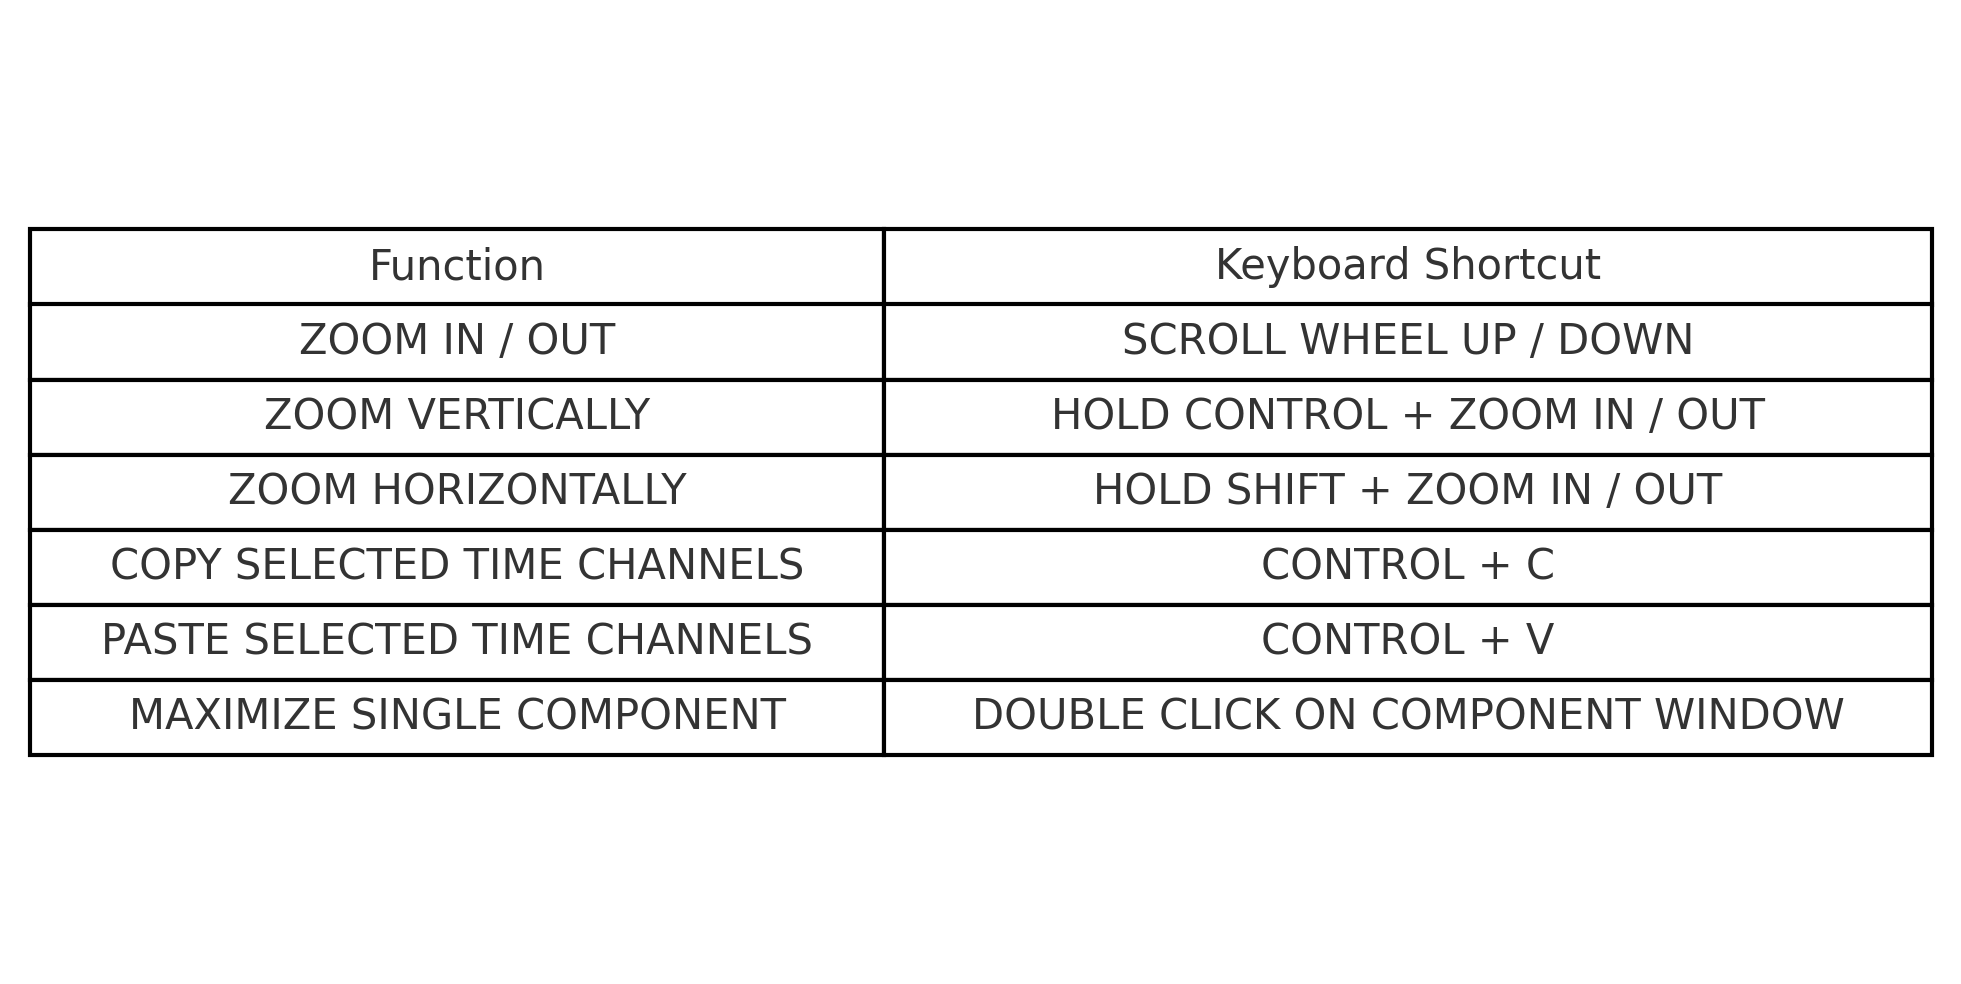 Function Keyboard Shortcut
ZOOM IN / OUT SCROLL WHEEL UP / DOWN
ZOOM VERTICALLY HOLD CONTROL + ZOOM IN / OUT
ZOOM HORIZONTALLY HOLD SHIFT + ZOOM IN / OUT
COPY SELECTED TIME CHANNELS CONTROL + C
PASTE SELECTED TIME CHANNELS CONTROL + V
MAXIMIZE SINGLE COMPONENT DOUBLE CLICK ON COMPONENT WINDOW